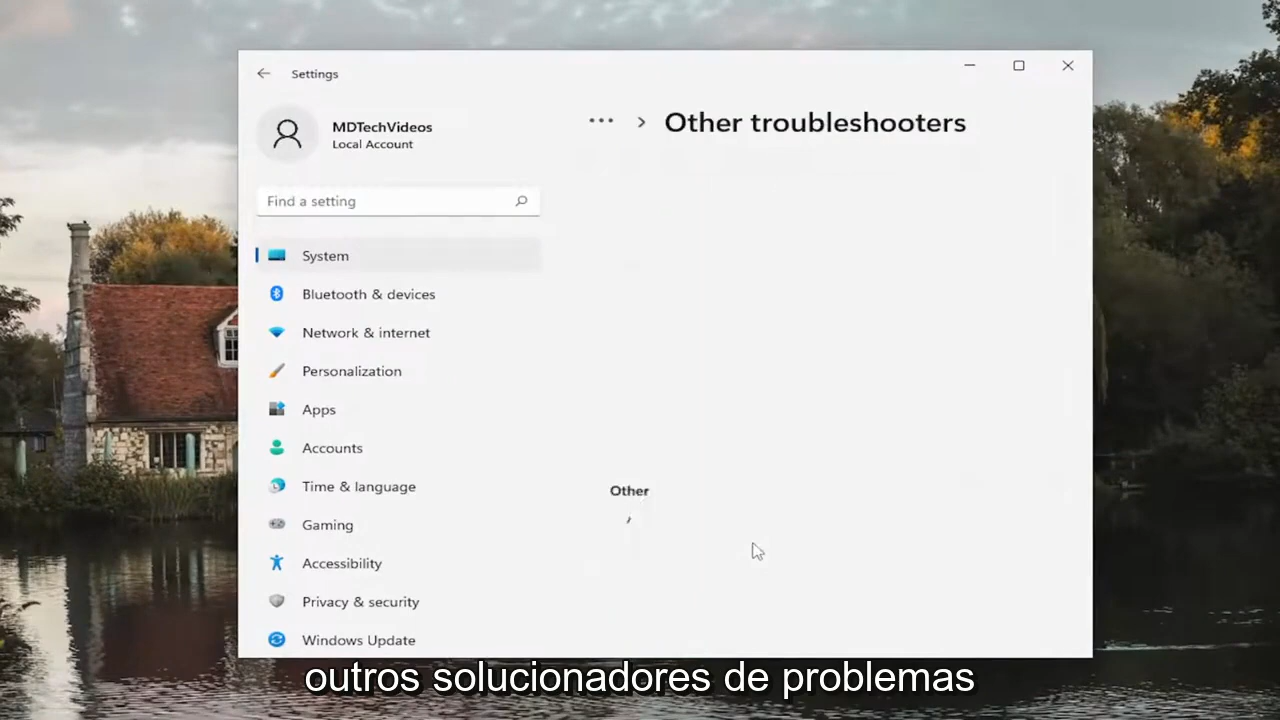 Settings
MDTechVideos
Local Account
Find a setting
System
Bluetooth & devices
Network & internet
Personalization
Apps
Accounts
Time & language
Gaming
Accessibility
Privacy & security
Windows Update
... > Other troubleshooters
Other
outros solucionadores de problemas